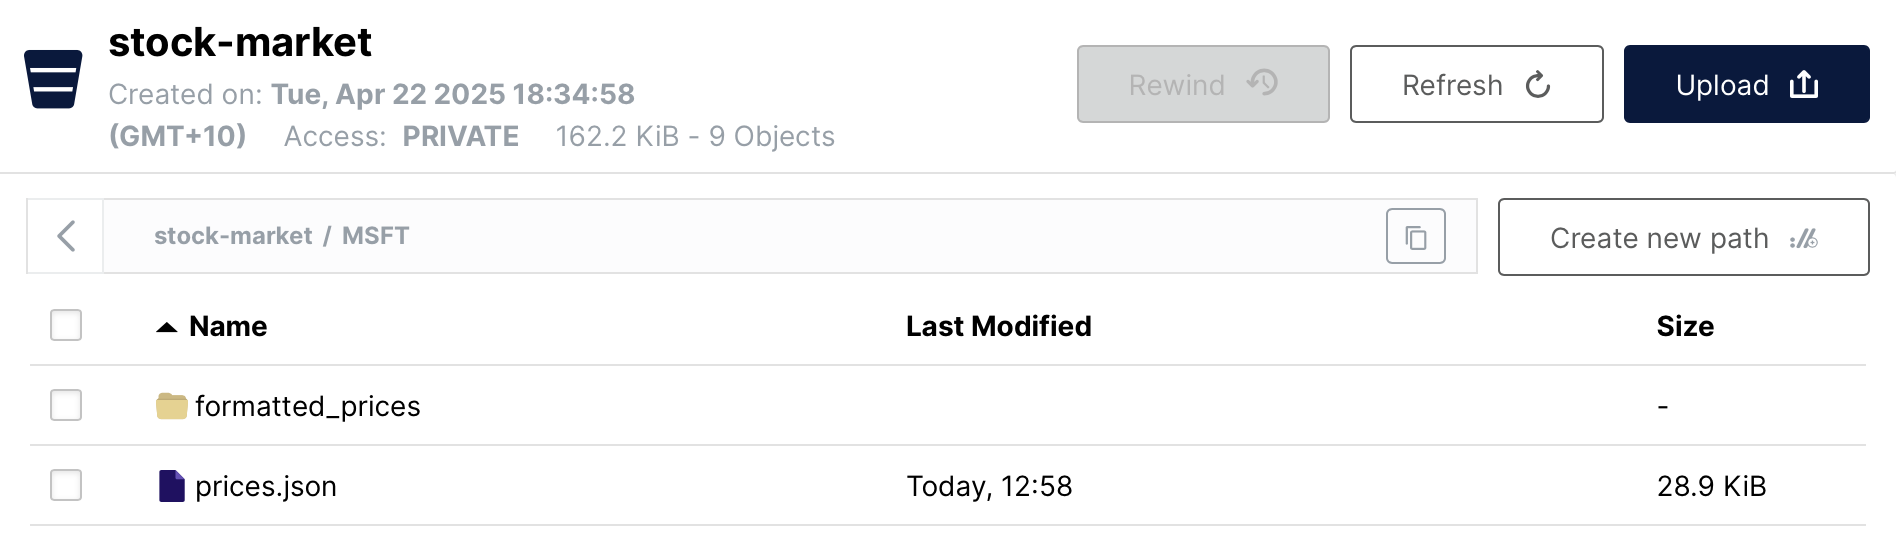 stock-market
Created on: Tue, Apr 22 2025 18:34:58
(GMT+10) Access: PRIVATE 162.2 KiB - 9 Objects
Rewind
Refresh
Upload
stock-market / MSFT
Create new path
Name Last Modified Size
formatted_prices -
prices.json Today, 12:58 28.9 KiB